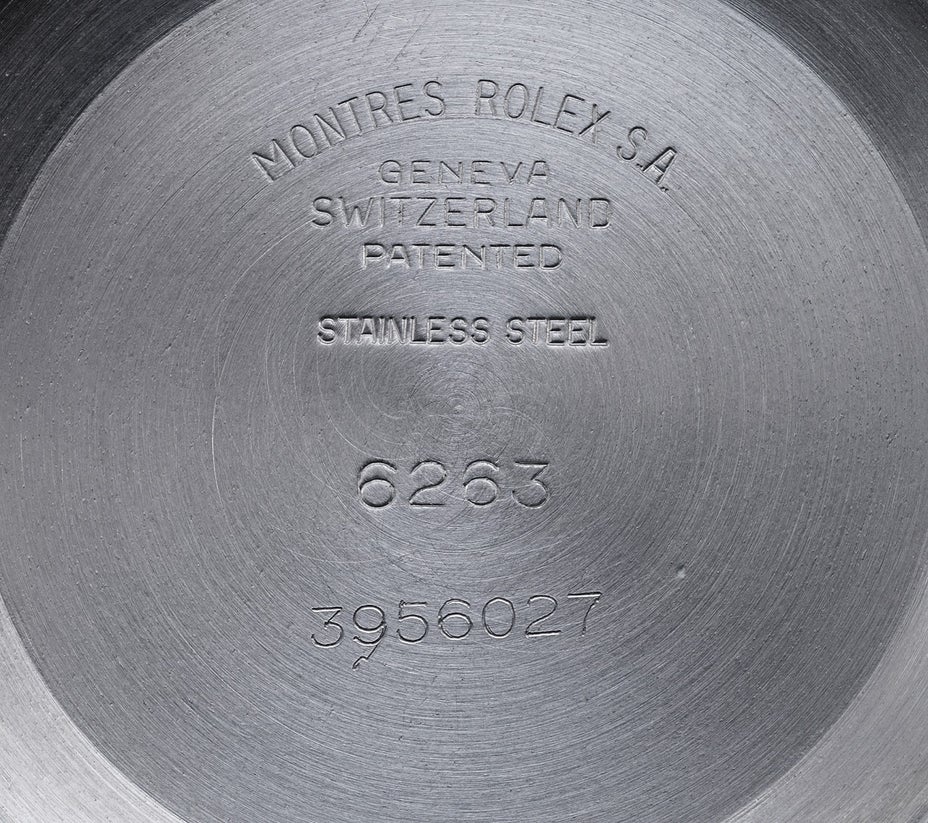 MONTRES ROLEX S.A.
GENEVA
SWITZERLAND
PATENTED
STAINLESS STEEL
6263
3956027